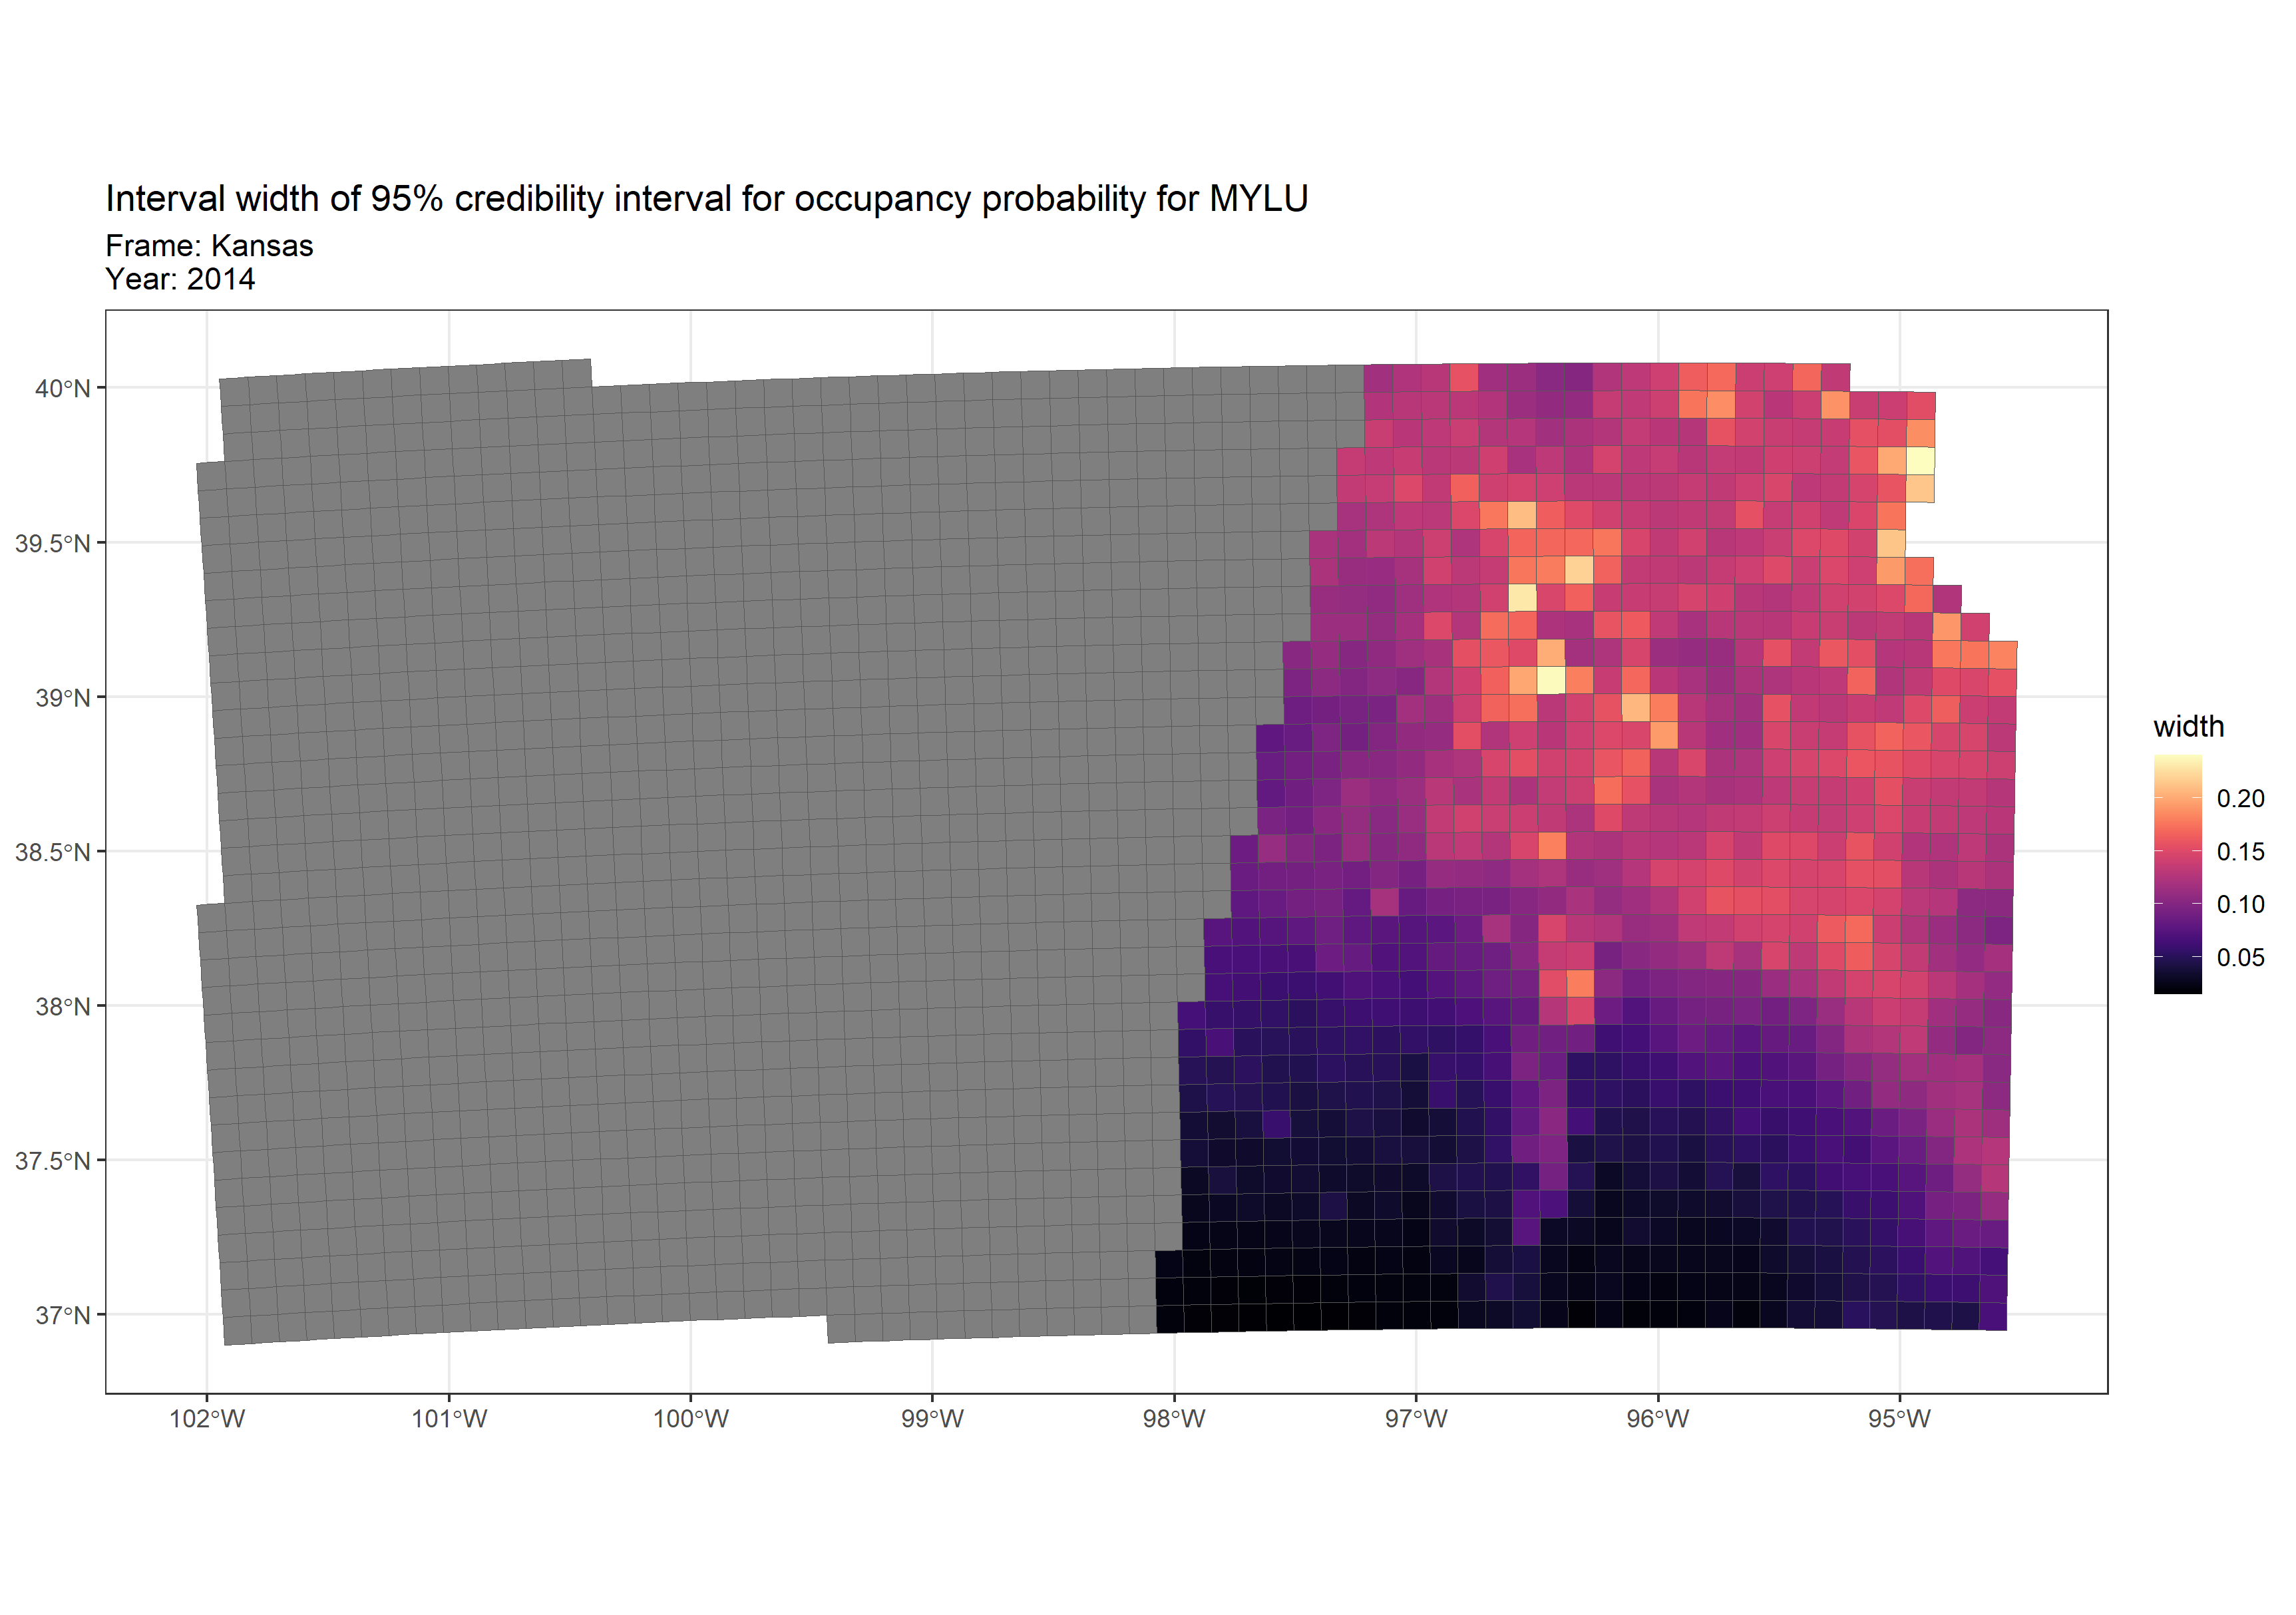 Interval width of 95% credibility interval for occupancy probability for MYLU
Frame: Kansas
Year: 2014
40°N
39.5°N
39°N
38.5°N
38°N
37.5°N
37°N
102°W
101°W
100°W
99°W
98°W
97°W
96°W
95°W
width
0.20
0.15
0.10
0.05